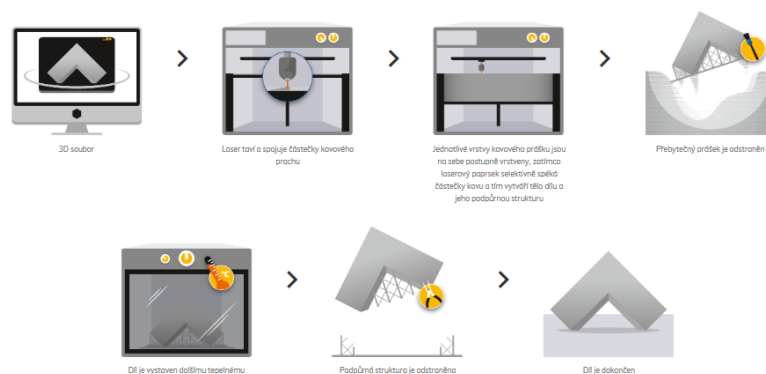 3D soubor
Laser taví a spojuje částečky kovového
prachu
Jednotlivé vrstvy kovového prášku jsou
na sebe postupně vrstveny, zatímco
laserový paprsek selektivně spéká
částečky kovu a tím vytváří tělo dílu a
jeho podpůrnou strukturu
Přebytečný prášek je odstraněn
Díl je vystaven dalšímu tepelnému
Podpůrná struktura je odstraněna
Díl je dokončen